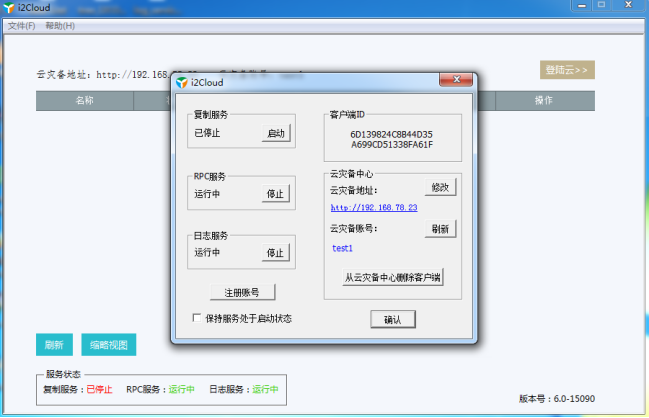 i2Cloud
文件(F) 帮助(H)
云灾备地址：http://192.168.
登陆云>>
名称
操作
i2Cloud
复制服务
已停止
启动
RPC服务
运行中
停止
日志服务
运行中
停止
注册账号
保持服务处于启动状态
客户端ID
6D139824C8B44D35
A699CD51338FA61F
云灾备中心
云灾备地址：
修改
http://192.168.78.23
云灾备账号：
刷新
test1
从云灾备中心删除客户端
确认
刷新
缩略视图
服务状态
复制服务：已停止 RPC服务：运行中 日志服务：运行中
版本号：6.0-15090